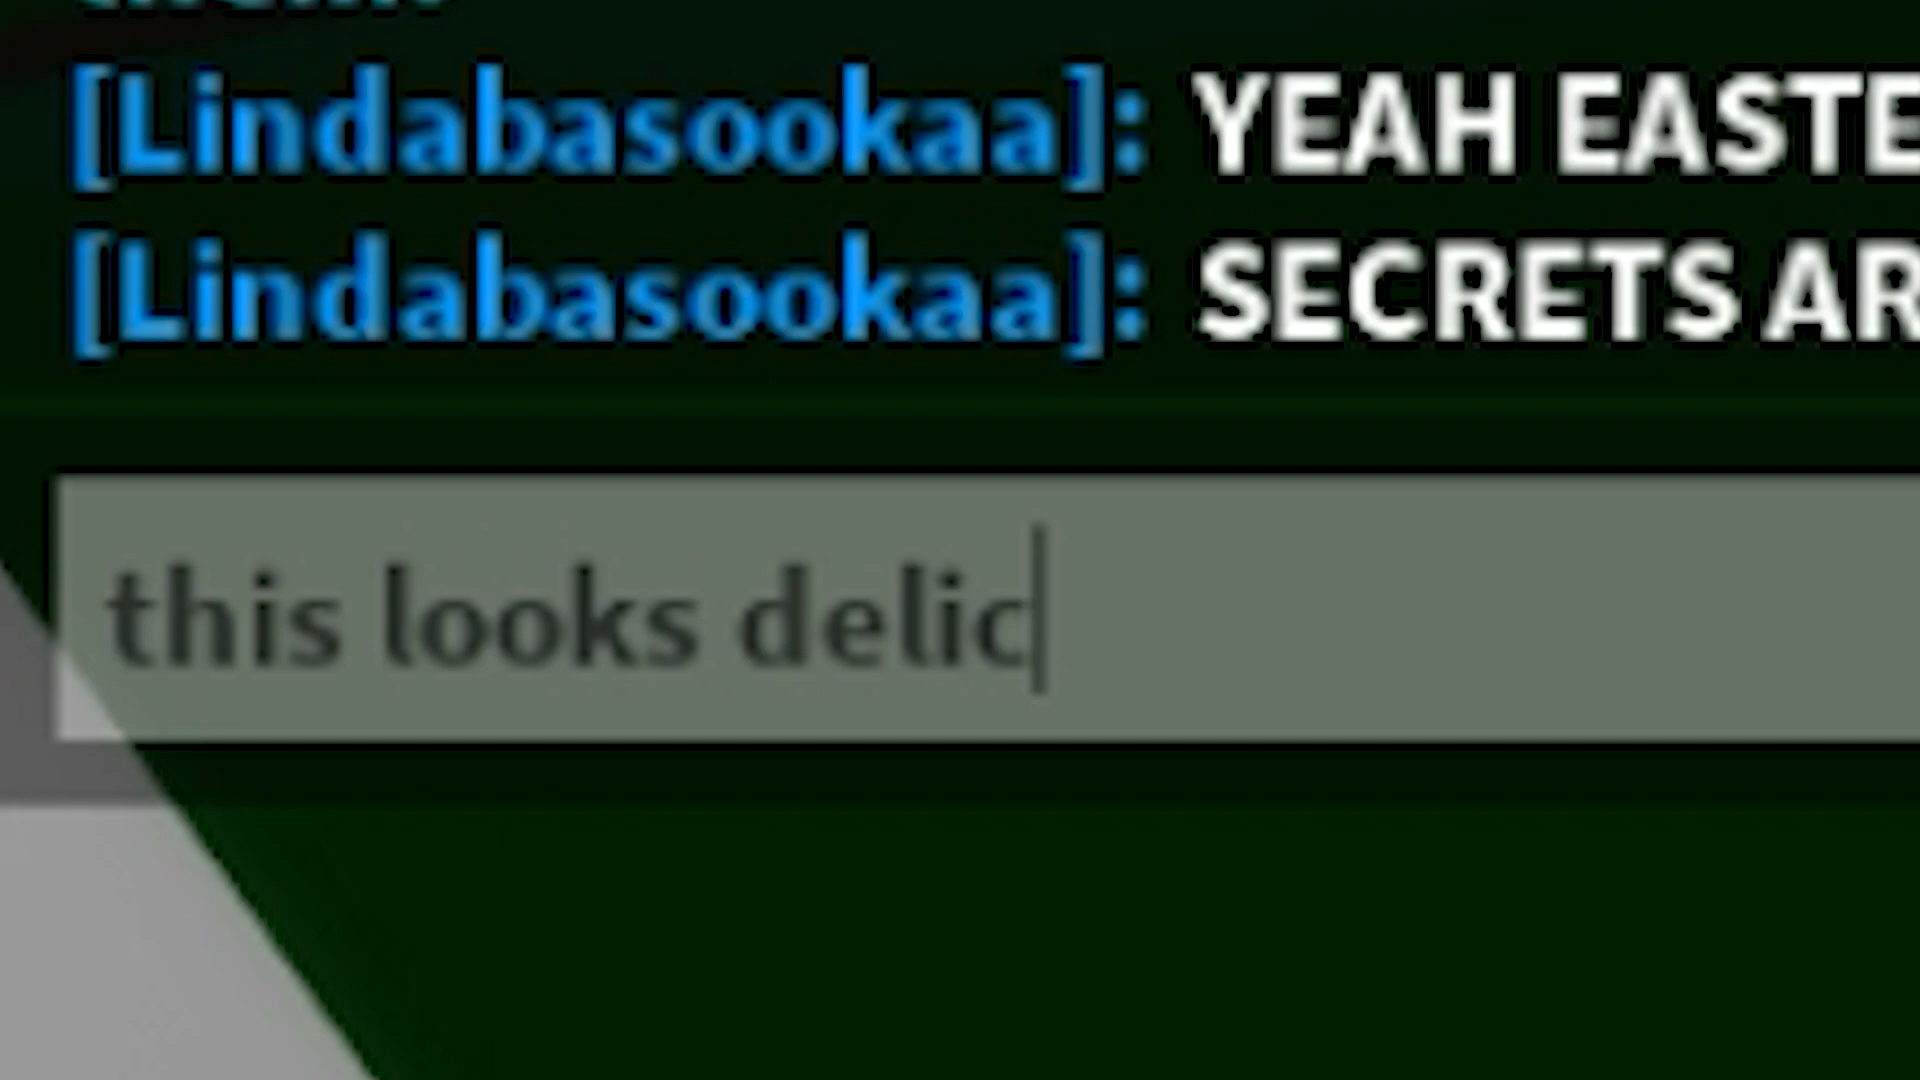 [Lindabasookaa]: YEAH EASTE
[Lindabasookaa]: SECRETS AR
this looks delic